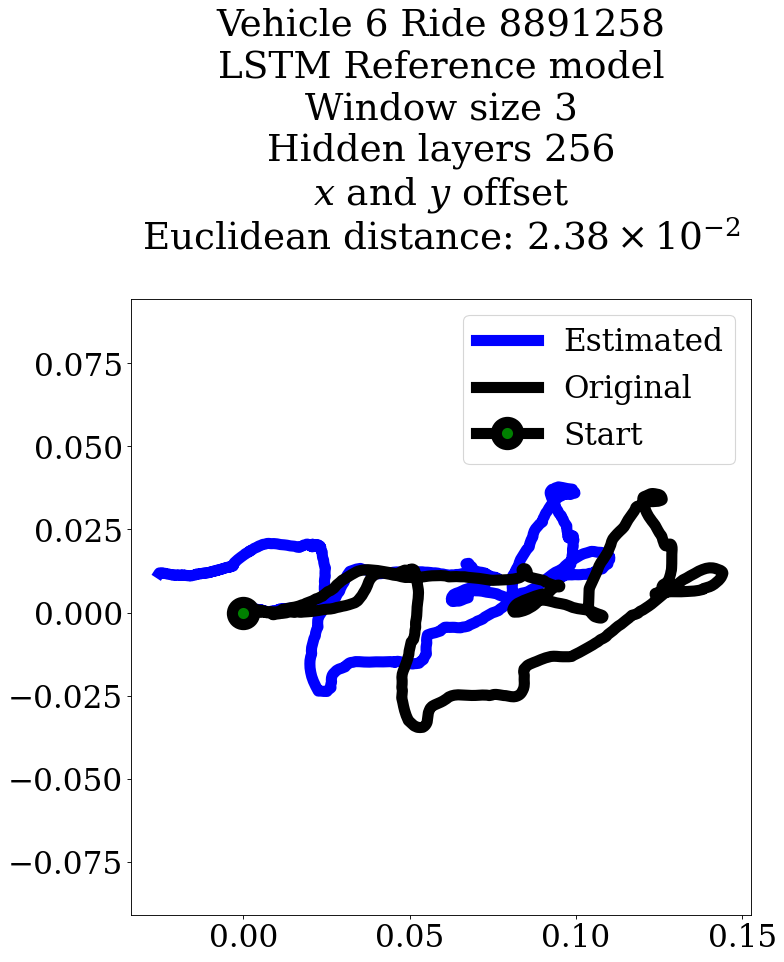 Vehicle 6 Ride 8891258
LSTM Reference model
Window size 3
Hidden layers 256
x and y offset
Euclidean distance: 2.38 × 10⁻²
Estimated
Original
Start
0.075
0.050
0.025
0.000
−0.025
−0.050
−0.075
0.00 0.05 0.10 0.15